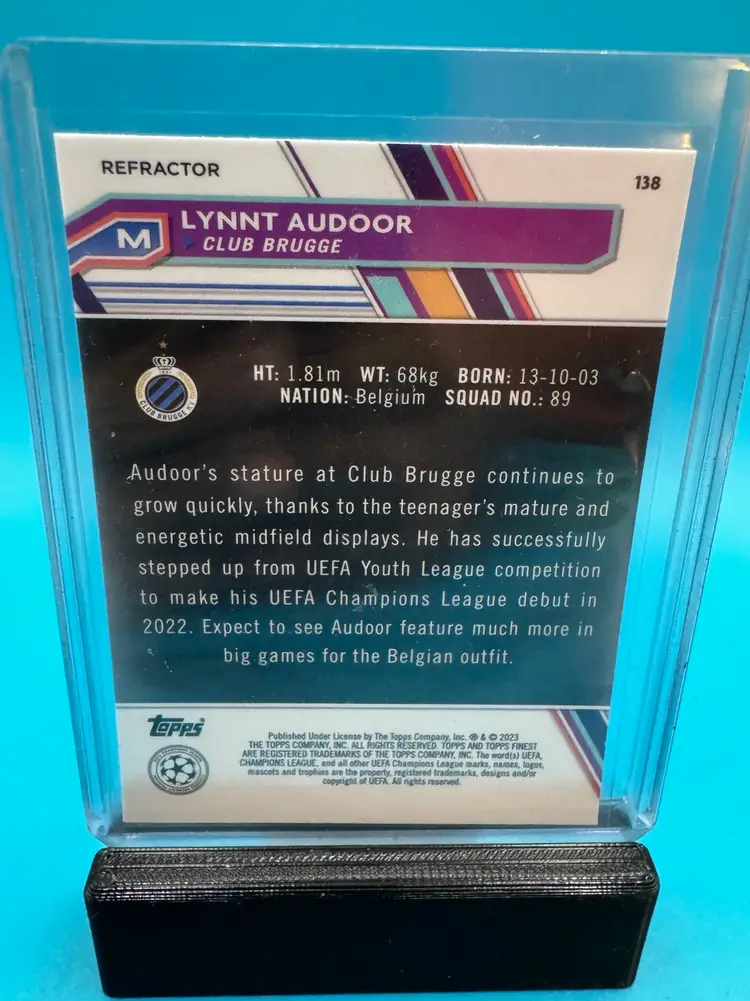 REFRACTOR
138
LYNNT AUDOOR
M
CLUB BRUGGE
HT: 1.81m WT: 68kg BORN: 13-10-03
NATION: Belgium SQUAD NO.: 89
CLUB BRUGGE K.V.
Audoor's stature at Club Brugge continues to
grow quickly, thanks to the teenager's mature and
energetic midfield displays. He has successfully
stepped up from UEFA Youth League competition
to make his UEFA Champions League debut in
2022. Expect to see Audoor feature much more in
big games for the Belgian outfit.
Topps
Published Under License by The Topps Company, Inc. ® & © 2023
THE TOPPS COMPANY, INC. ALL RIGHTS RESERVED. TOPPS AND TOPPS FINEST
ARE REGISTERED TRADEMARKS OF THE TOPPS COMPANY, INC. The word(s) UEFA,
CHAMPIONS LEAGUE, and all other UEFA Champions League marks, names, logos,
mascots and trophies are the property, registered trademarks, designs and/or
copyright of UEFA. All rights reserved.